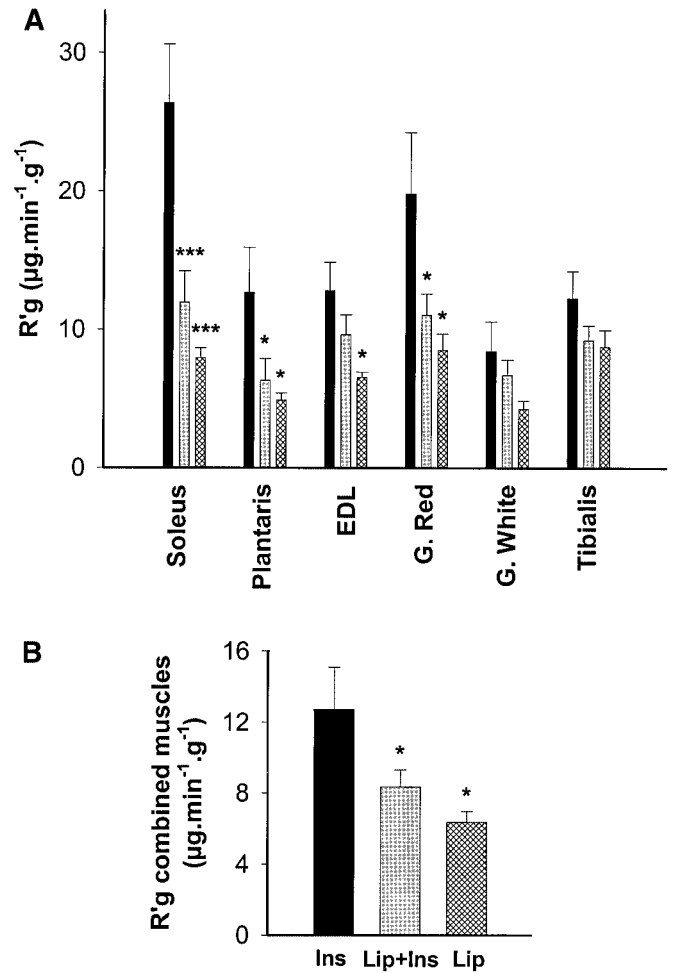 A
R'g (µg.min-1.g-1)
30
20
10
0
***
***
*
*
*
*
*
Soleus
Plantaris
EDL
G. Red
G. White
Tibialis
B
R'g combined muscles
(µg.min-1.g-1)
16
12
8
4
0
*
*
Ins
Lip+Ins
Lip